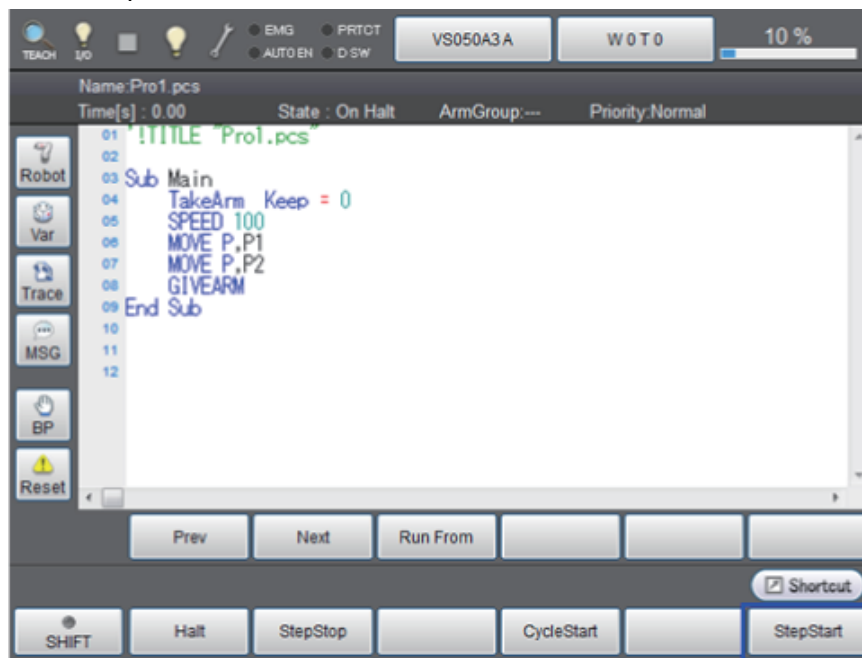 EMG PRTCT
TEACH I/O AUTO EN D SW VS050A3 A W 0 T 0 10 %
Name:Pro1.pcs
Time[s] : 0.00 State : On Halt ArmGroup:--- Priority:Normal
01 '!TITLE "Pro1.pcs"
02
Robot 03 Sub Main
04 TakeArm Keep = 0
05 SPEED 100
Var 06 MOVE P,P1
07 MOVE P,P2
Trace 08 GIVEARM
09 End Sub
10
MSG 11
12
BP
Reset
Prev Next Run From
Shortcut
SHIFT Halt StepStop CycleStart StepStart